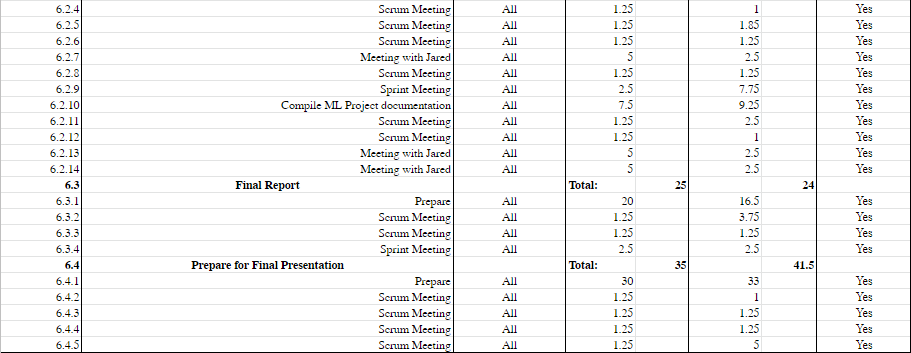 6.2.4 Scrum Meeting All 1.25 1 Yes
6.2.5 Scrum Meeting All 1.25 1.85 Yes
6.2.6 Scrum Meeting All 1.25 1.25 Yes
6.2.7 Meeting with Jared All 5 2.5 Yes
6.2.8 Scrum Meeting All 1.25 1.25 Yes
6.2.9 Sprint Meeting All 2.5 7.75 Yes
6.2.10 Compile ML Project documentation All 7.5 9.25 Yes
6.2.11 Scrum Meeting All 1.25 2.5 Yes
6.2.12 Scrum Meeting All 1.25 1 Yes
6.2.13 Meeting with Jared All 5 2.5 Yes
6.2.14 Meeting with Jared All 5 2.5 Yes
6.3 Final Report Total: 25 24
6.3.1 Prepare All 20 16.5 Yes
6.3.2 Scrum Meeting All 1.25 3.75 Yes
6.3.3 Scrum Meeting All 1.25 1.25 Yes
6.3.4 Sprint Meeting All 2.5 2.5 Yes
6.4 Prepare for Final Presentation Total: 35 41.5
6.4.1 Prepare All 30 33 Yes
6.4.2 Scrum Meeting All 1.25 1 Yes
6.4.3 Scrum Meeting All 1.25 1.25 Yes
6.4.4 Scrum Meeting All 1.25 1.25 Yes
6.4.5 Scrum Meeting All 1.25 5 Yes